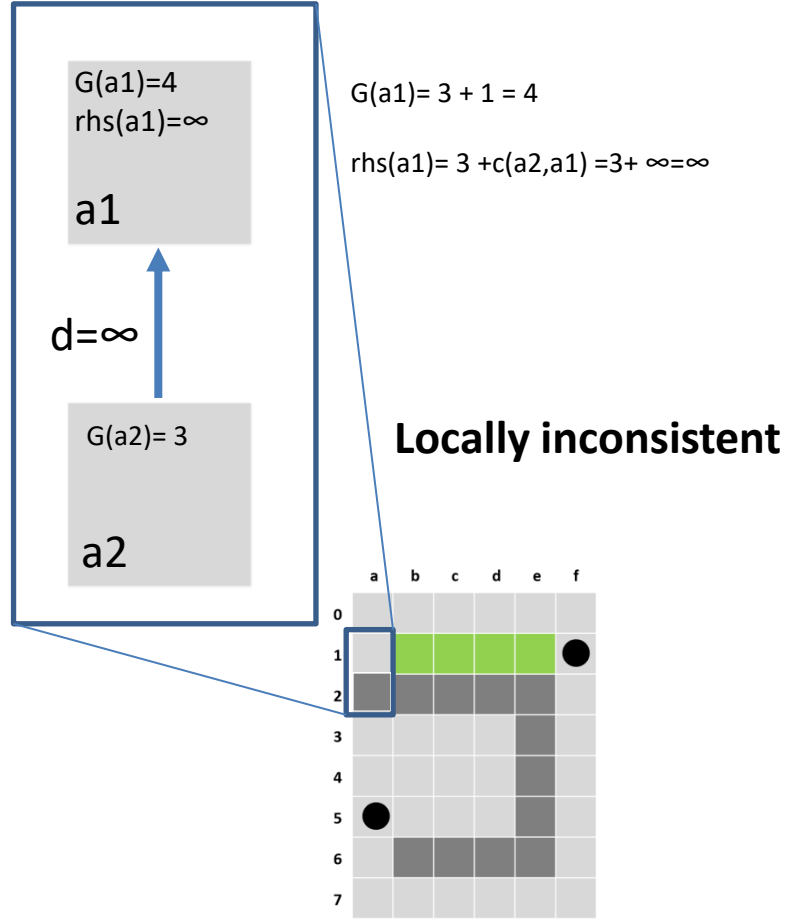 G(a1)=4
rhs(a1)=∞
a1
d=∞
G(a2)= 3
a2
G(a1)= 3 + 1 = 4
rhs(a1)= 3 +c(a2,a1) =3+ ∞=∞
Locally inconsistent
a b c d e f
0
1
2
3
4
5
6
7